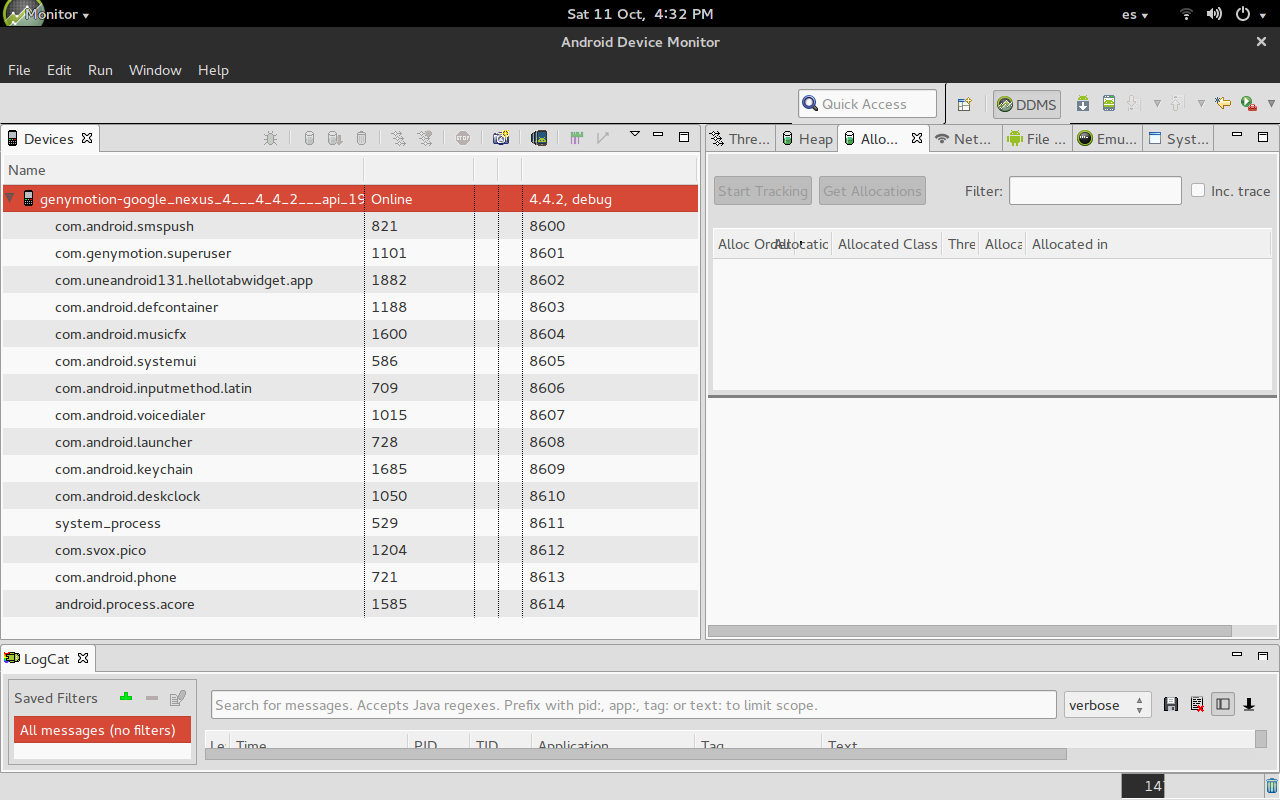 Monitor
Sat 11 Oct, 4:32 PM
es
Android Device Monitor
File Edit Run Window Help
Quick Access
DDMS
Devices
Thre... Heap Allo... Net... File ... Emu... Syst...
Name
genymotion-google_nexus_4___4_4_2___api_19 Online 4.4.2, debug
com.android.smspush 821 8600
com.genymotion.superuser 1101 8601
com.uneandroid131.hellotabwidget.app 1882 8602
com.android.defcontainer 1188 8603
com.android.musicfx 1600 8604
com.android.systemui 586 8605
com.android.inputmethod.latin 709 8606
com.android.voicedialer 1015 8607
com.android.launcher 728 8608
com.android.keychain 1685 8609
com.android.deskclock 1050 8610
system_process 529 8611
com.svox.pico 1204 8612
com.android.phone 721 8613
android.process.acore 1585 8614
Start Tracking Get Allocations Filter: Inc. trace
Alloc Order Allocatic Allocated Class Thre Alloca Allocated in
LogCat
Saved Filters
All messages (no filters)
Search for messages. Accepts Java regexes. Prefix with pid:, app:, tag: or text: to limit scope.
verbose
Le Time PID TID Application Tag Text